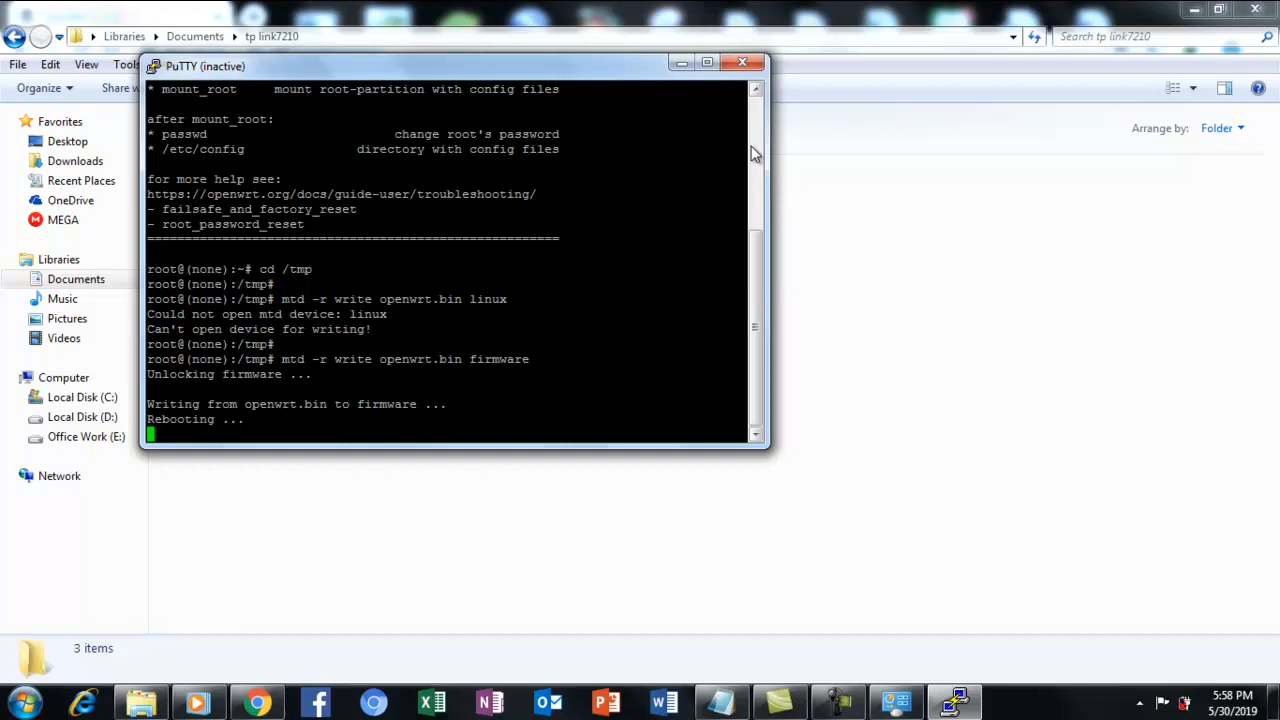 Libraries
Documents
tp link7210
Search tp link7210
File
Edit
View
Tools
Organize
Share w
Arrange by:
Folder
Favorites
Desktop
Downloads
Recent Places
OneDrive
MEGA
Libraries
Documents
Music
Pictures
Videos
Computer
Local Disk (C:)
Local Disk (D:)
Office Work (E:)
Network
PuTTY (inactive)
* mount_root     mount root-partition with config files
after mount_root:
* passwd                         change root's password
* /etc/config               directory with config files
for more help see:
https://openwrt.org/docs/guide-user/troubleshooting/
- failsafe_and_factory_reset
- root_password_reset
=======================================================
root@(none):~# cd /tmp
root@(none):/tmp#
root@(none):/tmp# mtd -r write openwrt.bin linux
Could not open mtd device: linux
Can't open device for writing!
root@(none):/tmp#
root@(none):/tmp# mtd -r write openwrt.bin firmware
Unlocking firmware ...
Writing from openwrt.bin to firmware ...
Rebooting ...
3 items
5:58 PM
5/30/2019